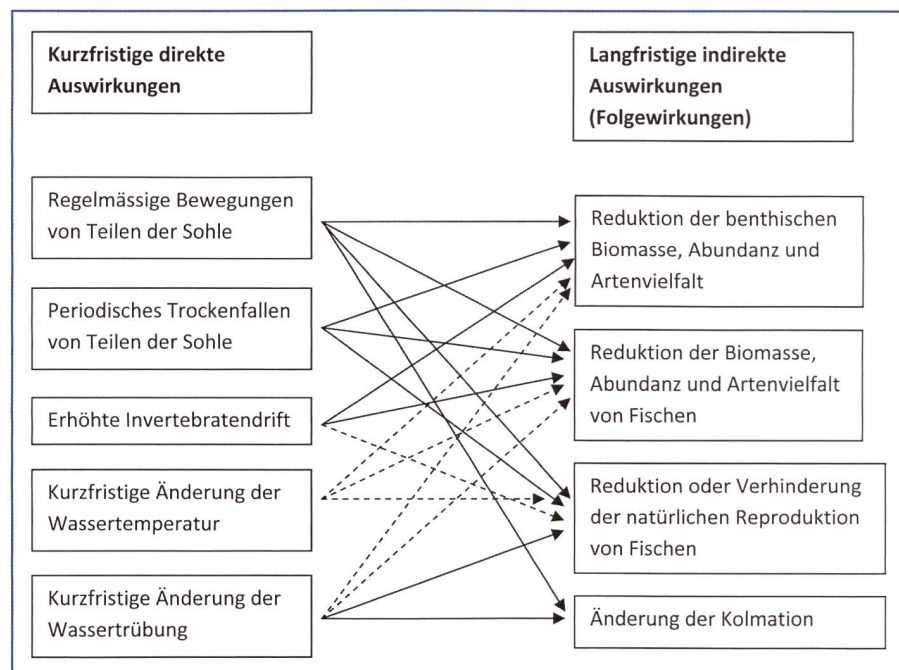 Kurzfristige direkte
Auswirkungen
Langfristige indirekte
Auswirkungen
(Folgewirkungen)
Regelmässige Bewegungen
von Teilen der Sohle
Periodisches Trockenfallen
von Teilen der Sohle
Erhöhte Invertebratendrift
Kurzfristige Änderung der
Wassertemperatur
Kurzfristige Änderung der
Wassertrübung
Reduktion der benthischen
Biomasse, Abundanz und
Artenvielfalt
Reduktion der Biomasse,
Abundanz und Artenvielfalt
von Fischen
Reduktion oder Verhinderung
der natürlichen Reproduktion
von Fischen
Änderung der Kolmation